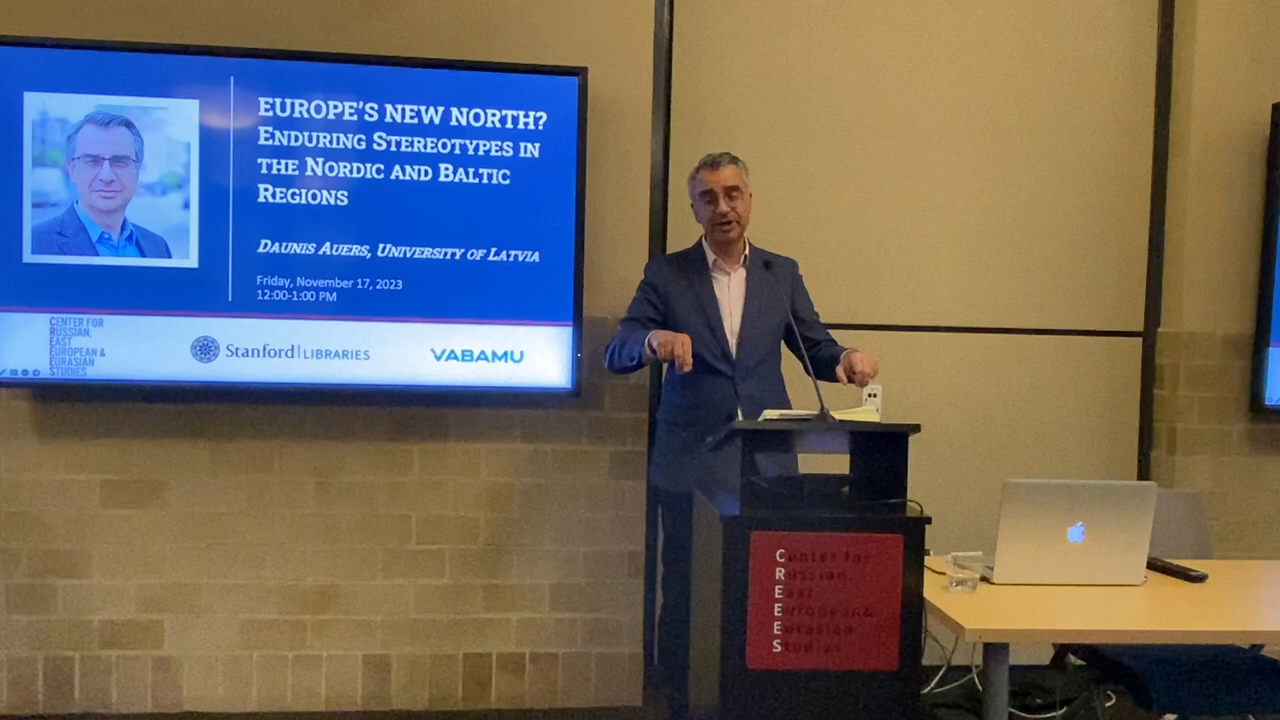 EUROPE'S NEW NORTH?
ENDURING STEREOTYPES IN
THE NORDIC AND BALTIC
REGIONS
DAUNIS AUERS, UNIVERSITY OF LATVIA
Friday, November 17, 2023
12:00-1:00 PM
CENTER FOR
RUSSIAN,
EAST
EUROPEAN &
EURASIAN
STUDIES
Stanford | LIBRARIES
VABAMU
Center for
Russian,
East
European &
Eurasian
Studies